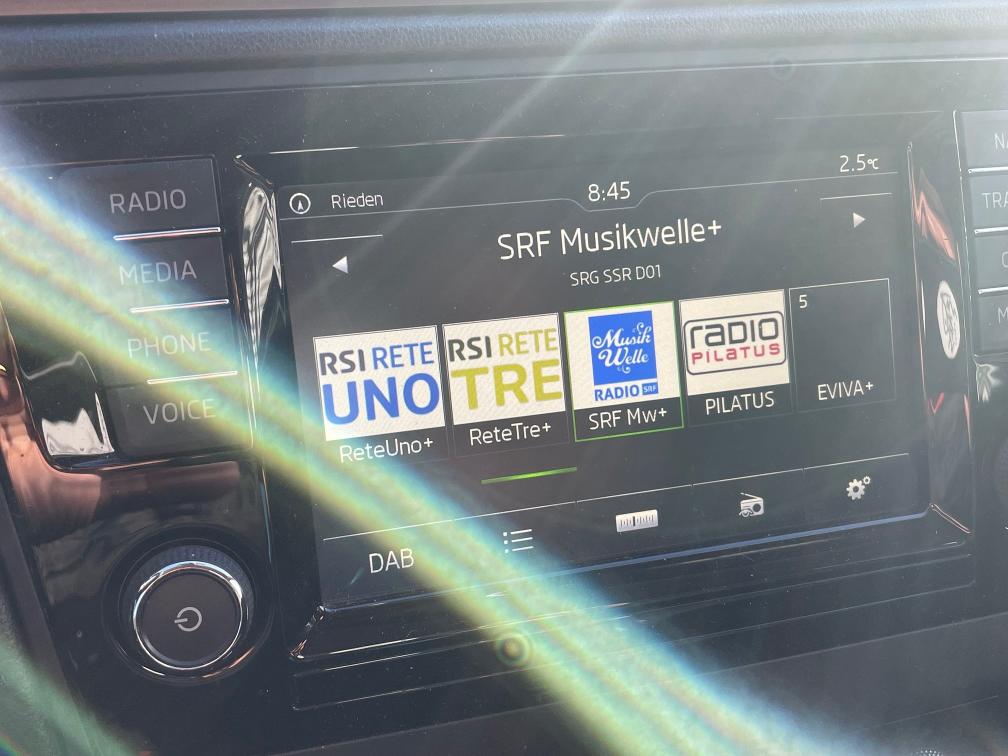 Rieden
8:45
2.5°C
SRF Musikwelle+
SRG SSR D01
RSI RETE
UNO
ReteUno+
RSI RETE
TRE
ReteTre+
Musik
Welle
RADIO SRF
SRF Mw+
radio
PILATUS
PILATUS
5
EVIVA+
DAB
RADIO
MEDIA
PHONE
VOICE